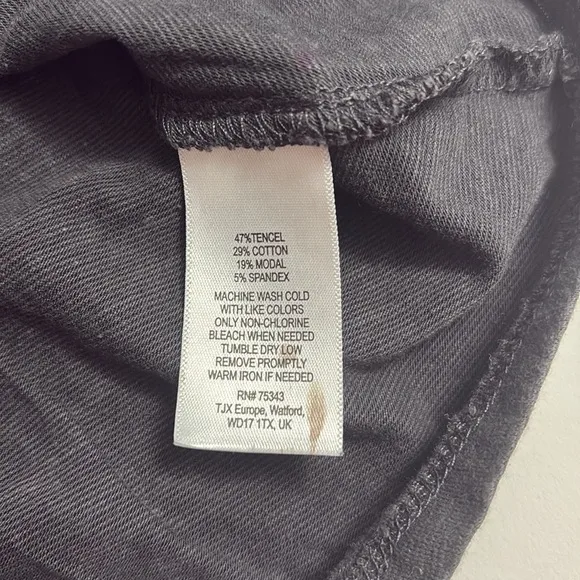 47%TENCEL
29% COTTON
19% MODAL
5% SPANDEX
MACHINE WASH COLD
WITH LIKE COLORS
ONLY NON-CHLORINE
BLEACH WHEN NEEDED
TUMBLE DRY LOW
REMOVE PROMPTLY
WARM IRON IF NEEDED
RN# 75343
TJX Europe, Watford,
WD17 1TX, UK